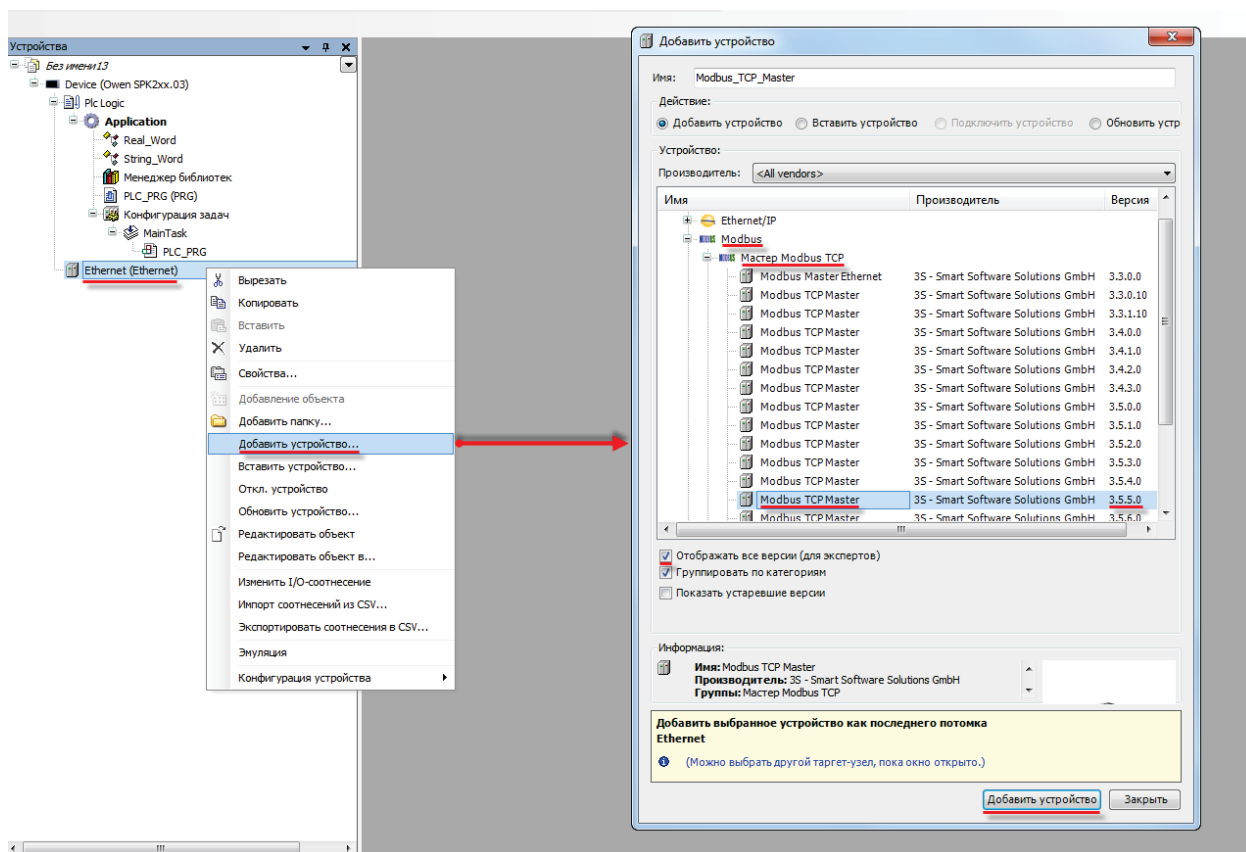 Устройства
Без имени13
Device (Owen SPK2xx.03)
Plc Logic
Application
Real_Word
String_Word
Менеджер библиотек
PLC_PRG (PRG)
Конфигурация задач
MainTask
PLC_PRG
Ethernet (Ethernet)
Вырезать
Копировать
Вставить
Удалить
Свойства...
Добавление объекта
Добавить папку...
Добавить устройство...
Вставить устройство...
Откл. устройство
Обновить устройство...
Редактировать объект
Редактировать объект в...
Изменить I/O-соотнесение
Импорт соотнесений из CSV...
Экспортировать соотнесения в CSV...
Эмуляция
Конфигурация устройства
Добавить устройство
Имя: Modbus_TCP_Master
Действие:
Добавить устройство Вставить устройство Подключить устройство Обновить устр
Устройство:
Производитель: <All vendors>
Имя Производитель Версия
Ethernet/IP
Modbus
Мастер Modbus TCP
Modbus Master Ethernet 3S - Smart Software Solutions GmbH 3.3.0.0
Modbus TCP Master 3S - Smart Software Solutions GmbH 3.3.0.10
Modbus TCP Master 3S - Smart Software Solutions GmbH 3.3.1.10
Modbus TCP Master 3S - Smart Software Solutions GmbH 3.4.0.0
Modbus TCP Master 3S - Smart Software Solutions GmbH 3.4.1.0
Modbus TCP Master 3S - Smart Software Solutions GmbH 3.4.2.0
Modbus TCP Master 3S - Smart Software Solutions GmbH 3.4.3.0
Modbus TCP Master 3S - Smart Software Solutions GmbH 3.5.0.0
Modbus TCP Master 3S - Smart Software Solutions GmbH 3.5.1.0
Modbus TCP Master 3S - Smart Software Solutions GmbH 3.5.2.0
Modbus TCP Master 3S - Smart Software Solutions GmbH 3.5.3.0
Modbus TCP Master 3S - Smart Software Solutions GmbH 3.5.4.0
Modbus TCP Master 3S - Smart Software Solutions GmbH 3.5.5.0
Modbus TCP Master 3S - Smart Software Solutions GmbH 3.5.6.0
Отображать все версии (для экспертов)
Группировать по категориям
Показать устаревшие версии
Информация:
Имя: Modbus TCP Master
Производитель: 3S - Smart Software Solutions GmbH
Группы: Мастер Modbus TCP
Добавить выбранное устройство как последнего потомка
Ethernet
(Можно выбрать другой таргет-узел, пока окно открыто.)
Добавить устройство Закрыть